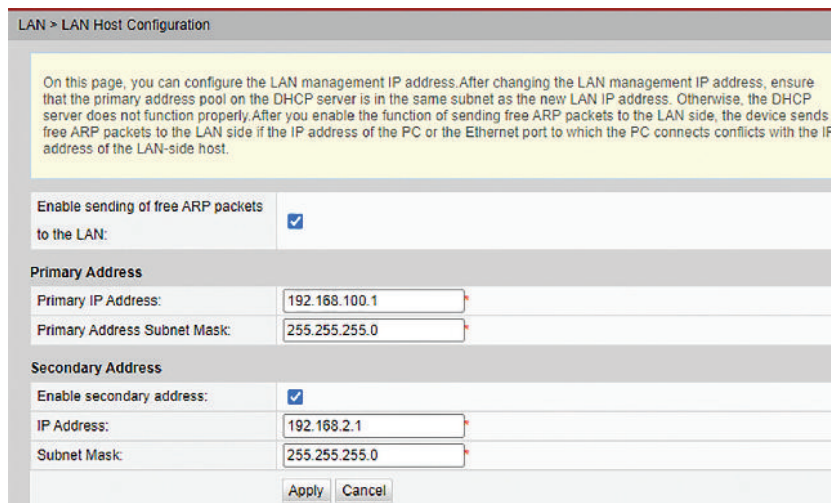 LAN > LAN Host Configuration
On this page, you can configure the LAN management IP address.After changing the LAN management IP address, ensure
that the primary address pool on the DHCP server is in the same subnet as the new LAN IP address. Otherwise, the DHCP
server does not function properly.After you enable the function of sending free ARP packets to the LAN side, the device sends
free ARP packets to the LAN side if the IP address of the PC or the Ethernet port to which the PC connects conflicts with the IP
address of the LAN-side host.
Enable sending of free ARP packets
to the LAN:
Primary Address
Primary IP Address: 192.168.100.1 *
Primary Address Subnet Mask: 255.255.255.0 *
Secondary Address
Enable secondary address:
IP Address: 192.168.2.1 *
Subnet Mask: 255.255.255.0 *
Apply Cancel